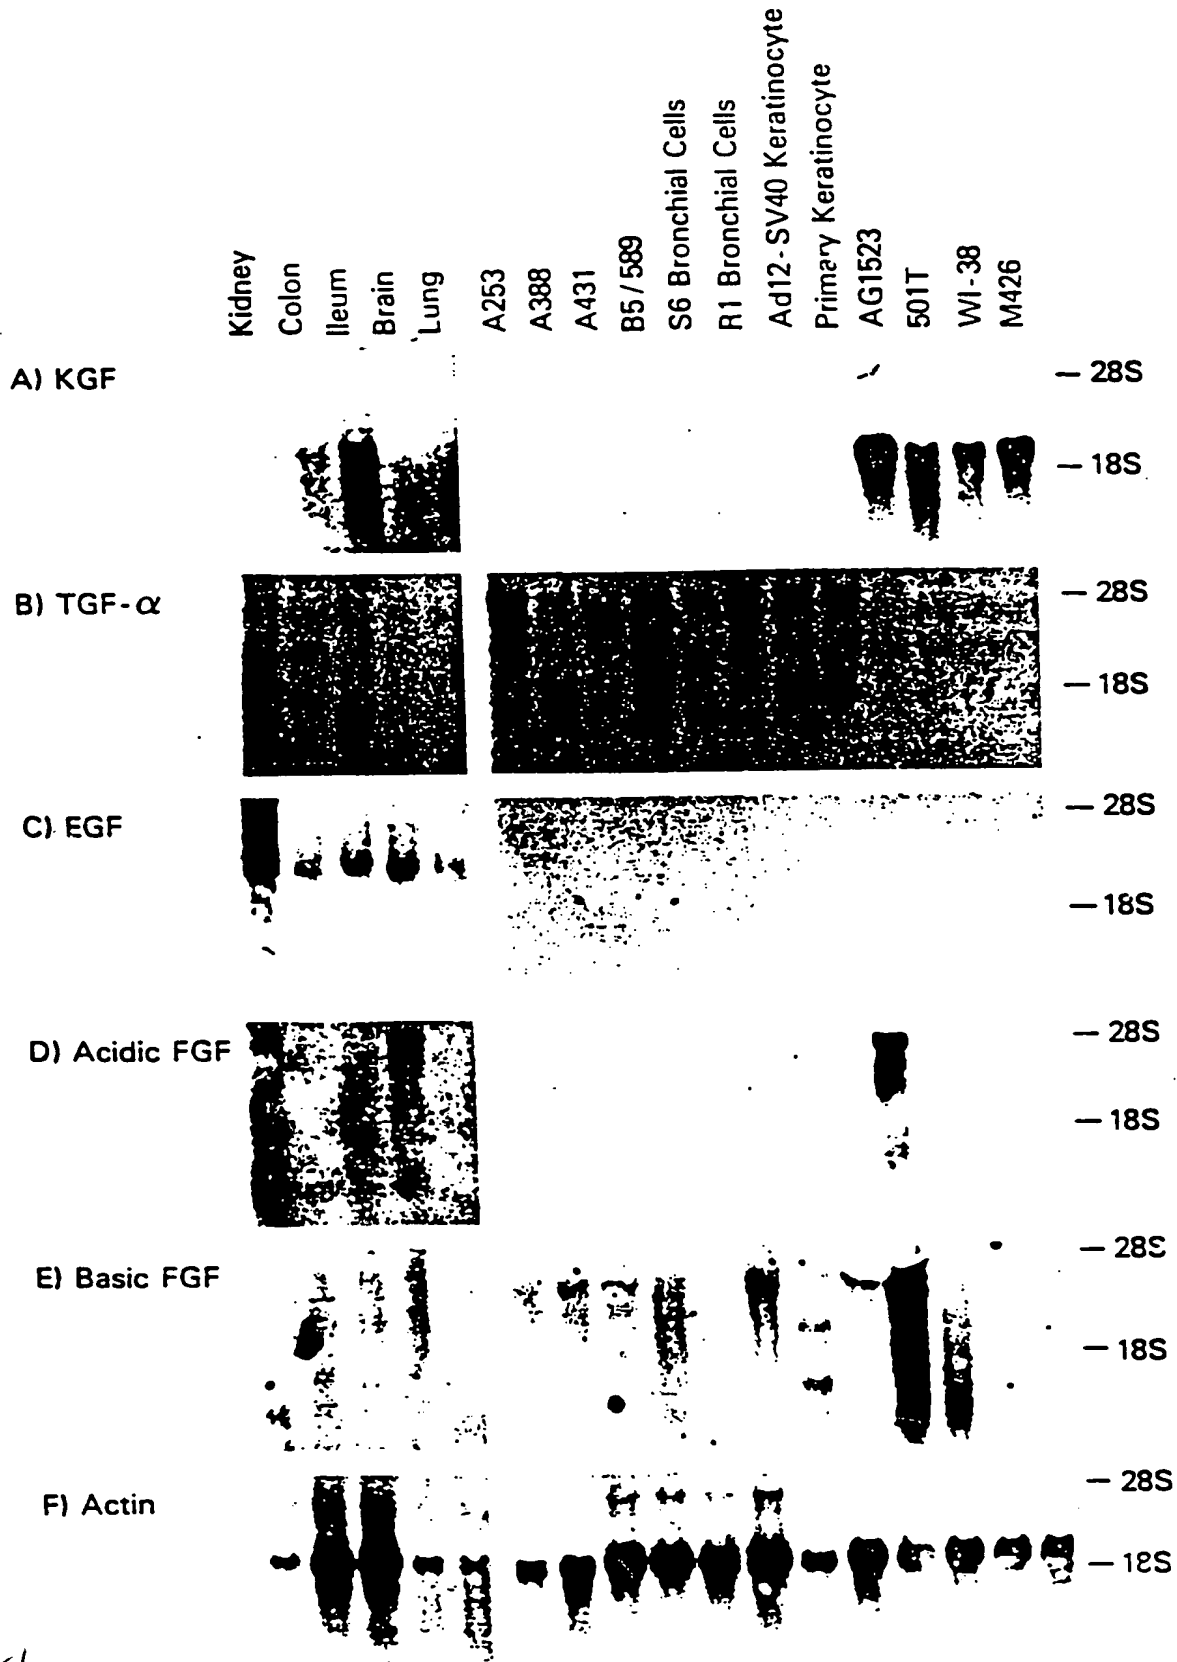 Kidney
Colon
Ileum
Brain
Lung
A253
A388
A431
B5/589
S6 Bronchial Cells
R1 Bronchial Cells
Ad12-SV40 Keratinocyte
Primary Keratinocyte
AG1523
501T
WI-38
M426
A) KGF
— 28S
— 18S
B) TGF-α
— 28S
— 18S
C) EGF
— 28S
— 18S
D) Acidic FGF
— 28S
— 18S
E) Basic FGF
— 28S
— 18S
F) Actin
— 28S
— 18S